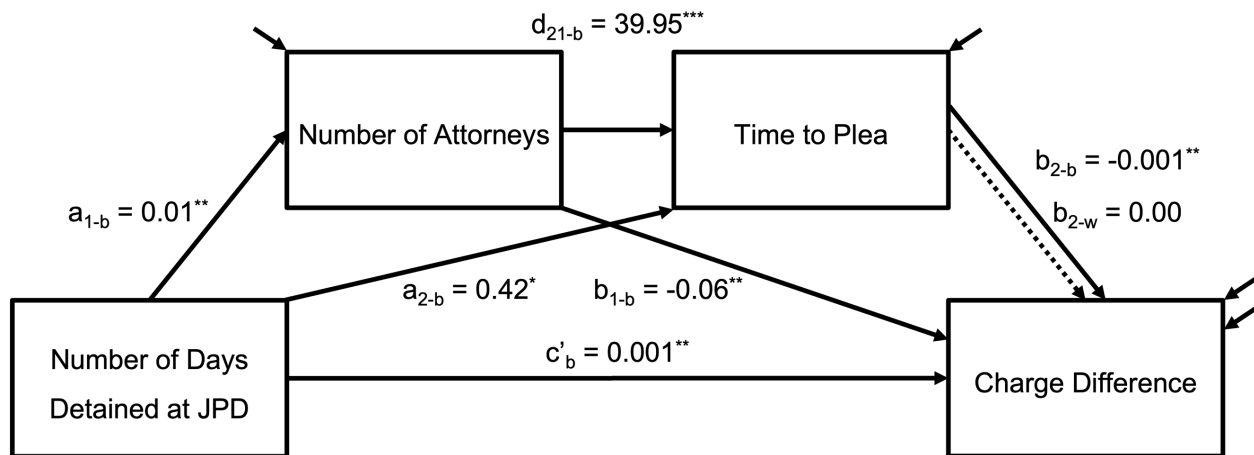 d21-b = 39.95***
Number of Attorneys
Time to Plea
b2-b = -0.001**
a1-b = 0.01**
b2-w = 0.00
a2-b = 0.42*
b1-b = -0.06**
Number of Days
Detained at JPD
c’b = 0.001**
Charge Difference